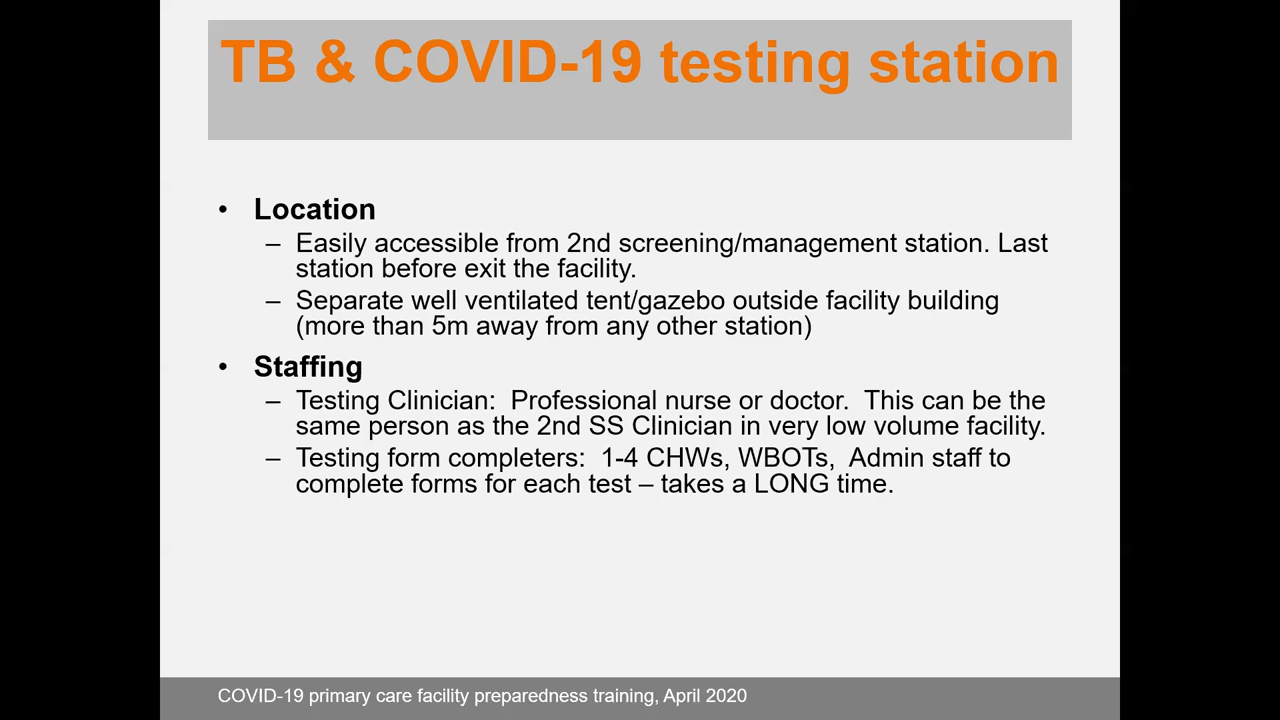 TB & COVID-19 testing station
• Location
– Easily accessible from 2nd screening/management station. Last
station before exit the facility.
– Separate well ventilated tent/gazebo outside facility building
(more than 5m away from any other station)
• Staffing
– Testing Clinician:  Professional nurse or doctor.  This can be the
same person as the 2nd SS Clinician in very low volume facility.
– Testing form completers:  1-4 CHWs, WBOTs,  Admin staff to
complete forms for each test – takes a LONG time.
COVID-19 primary care facility preparedness training, April 2020